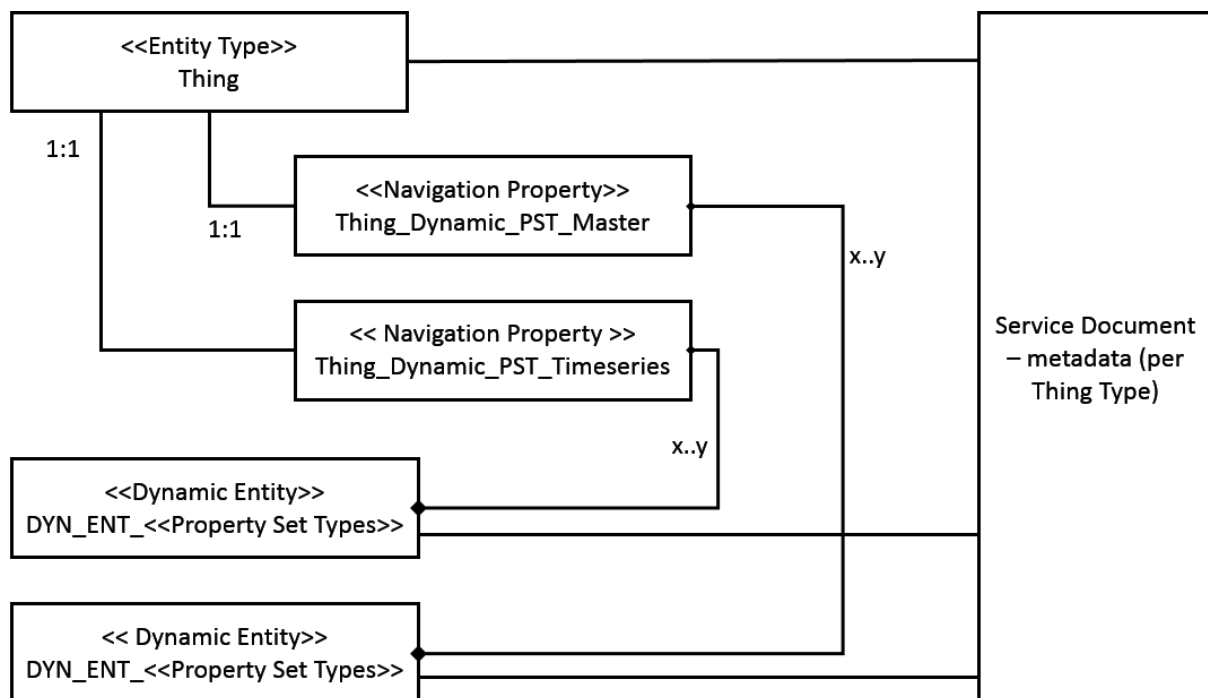 <<Entity Type>>
Thing
1:1
1:1
<<Navigation Property>>
Thing_Dynamic_PST_Master
x..y
<< Navigation Property >>
Thing_Dynamic_PST_Timeseries
x..y
<<Dynamic Entity>>
DYN_ENT_<<Property Set Types>>
<< Dynamic Entity>>
DYN_ENT_<<Property Set Types>>
Service Document
– metadata (per
Thing Type)